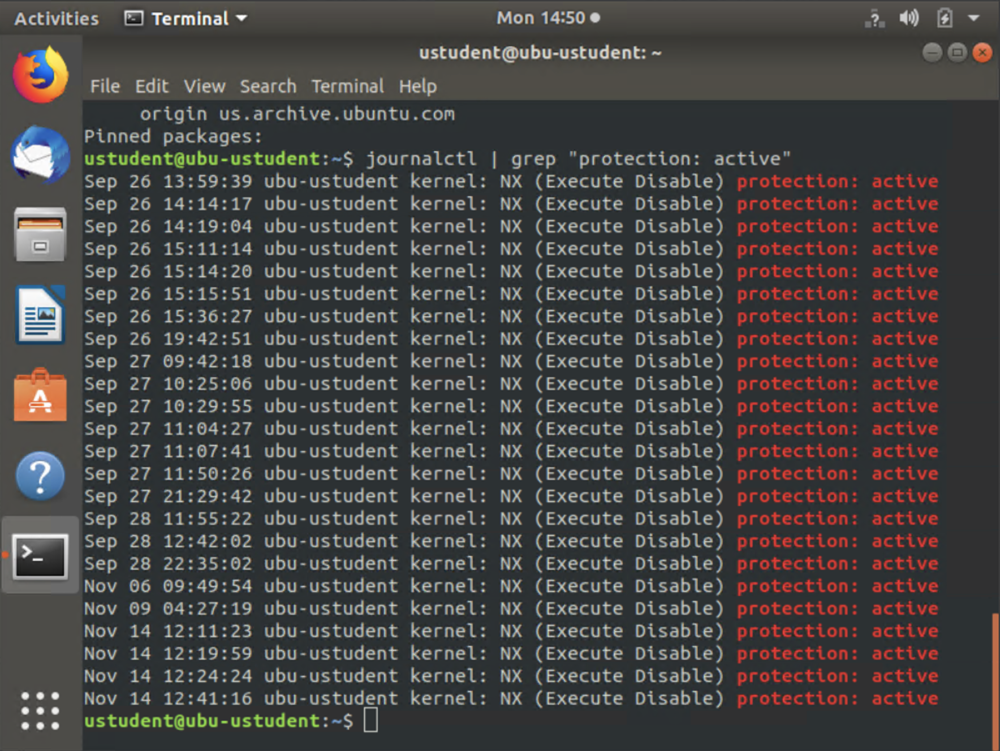 Activities Terminal Mon 14:50
ustudent@ubu-ustudent: ~
File Edit View Search Terminal Help
origin us.archive.ubuntu.com
Pinned packages:
ustudent@ubu-ustudent:~$ journalctl | grep "protection: active"
Sep 26 13:59:39 ubu-ustudent kernel: NX (Execute Disable) protection: active
Sep 26 14:14:17 ubu-ustudent kernel: NX (Execute Disable) protection: active
Sep 26 14:19:04 ubu-ustudent kernel: NX (Execute Disable) protection: active
Sep 26 15:11:14 ubu-ustudent kernel: NX (Execute Disable) protection: active
Sep 26 15:14:20 ubu-ustudent kernel: NX (Execute Disable) protection: active
Sep 26 15:15:51 ubu-ustudent kernel: NX (Execute Disable) protection: active
Sep 26 15:36:27 ubu-ustudent kernel: NX (Execute Disable) protection: active
Sep 26 19:42:51 ubu-ustudent kernel: NX (Execute Disable) protection: active
Sep 27 09:42:18 ubu-ustudent kernel: NX (Execute Disable) protection: active
Sep 27 10:25:06 ubu-ustudent kernel: NX (Execute Disable) protection: active
Sep 27 10:29:55 ubu-ustudent kernel: NX (Execute Disable) protection: active
Sep 27 11:04:27 ubu-ustudent kernel: NX (Execute Disable) protection: active
Sep 27 11:07:41 ubu-ustudent kernel: NX (Execute Disable) protection: active
Sep 27 11:50:26 ubu-ustudent kernel: NX (Execute Disable) protection: active
Sep 27 21:29:42 ubu-ustudent kernel: NX (Execute Disable) protection: active
Sep 28 11:55:22 ubu-ustudent kernel: NX (Execute Disable) protection: active
Sep 28 12:42:02 ubu-ustudent kernel: NX (Execute Disable) protection: active
Sep 28 22:35:02 ubu-ustudent kernel: NX (Execute Disable) protection: active
Nov 06 09:49:54 ubu-ustudent kernel: NX (Execute Disable) protection: active
Nov 09 04:27:19 ubu-ustudent kernel: NX (Execute Disable) protection: active
Nov 14 12:11:23 ubu-ustudent kernel: NX (Execute Disable) protection: active
Nov 14 12:19:59 ubu-ustudent kernel: NX (Execute Disable) protection: active
Nov 14 12:24:24 ubu-ustudent kernel: NX (Execute Disable) protection: active
Nov 14 12:41:16 ubu-ustudent kernel: NX (Execute Disable) protection: active
ustudent@ubu-ustudent:~$